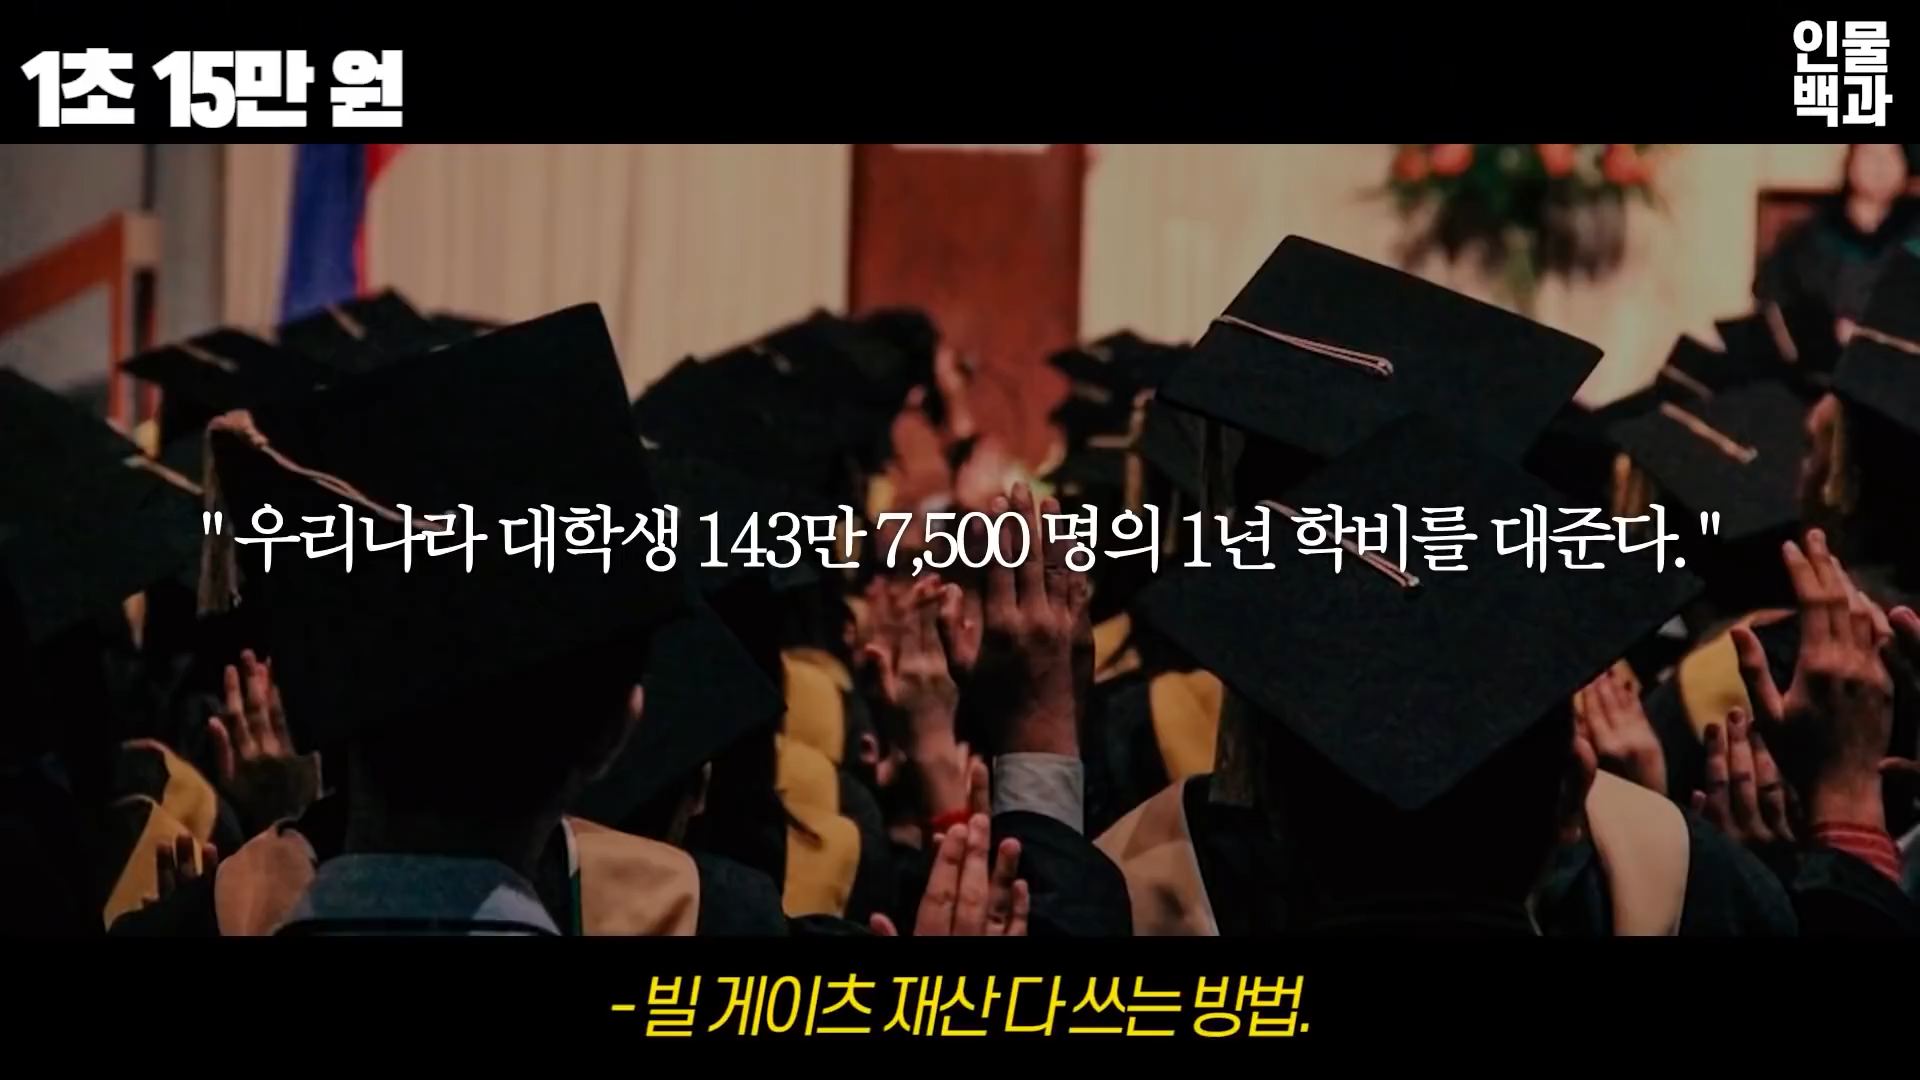 1초 15만 원
인물
백과
"우리나라 대학생 143만 7,500 명의 1년 학비를 대준다."
- 빌 게이츠 재산 다 쓰는 방법.